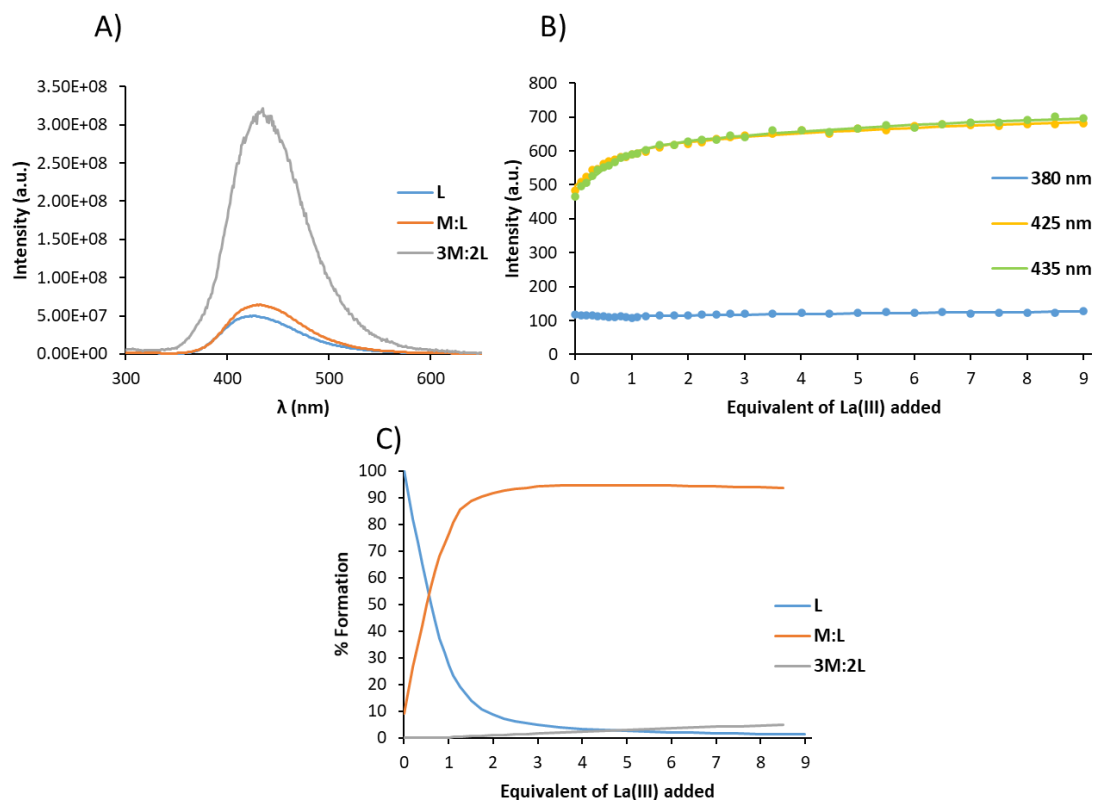 A)
3.50E+08
3.00E+08
2.50E+08
2.00E+08
1.50E+08
1.00E+08
5.00E+07
0.00E+00
300 400 500 600
Intensity (a.u.)
λ (nm)
L
M:L
3M:2L
B)
800
700
600
500
400
300
200
100
0
0 1 2 3 4 5 6 7 8 9
Intensity (a.u.)
Equivalent of La(III) added
380 nm
425 nm
435 nm
C)
100
90
80
70
60
50
40
30
20
10
0
0 1 2 3 4 5 6 7 8 9
% Formation
Equivalent of La(III) added
L
M:L
3M:2L